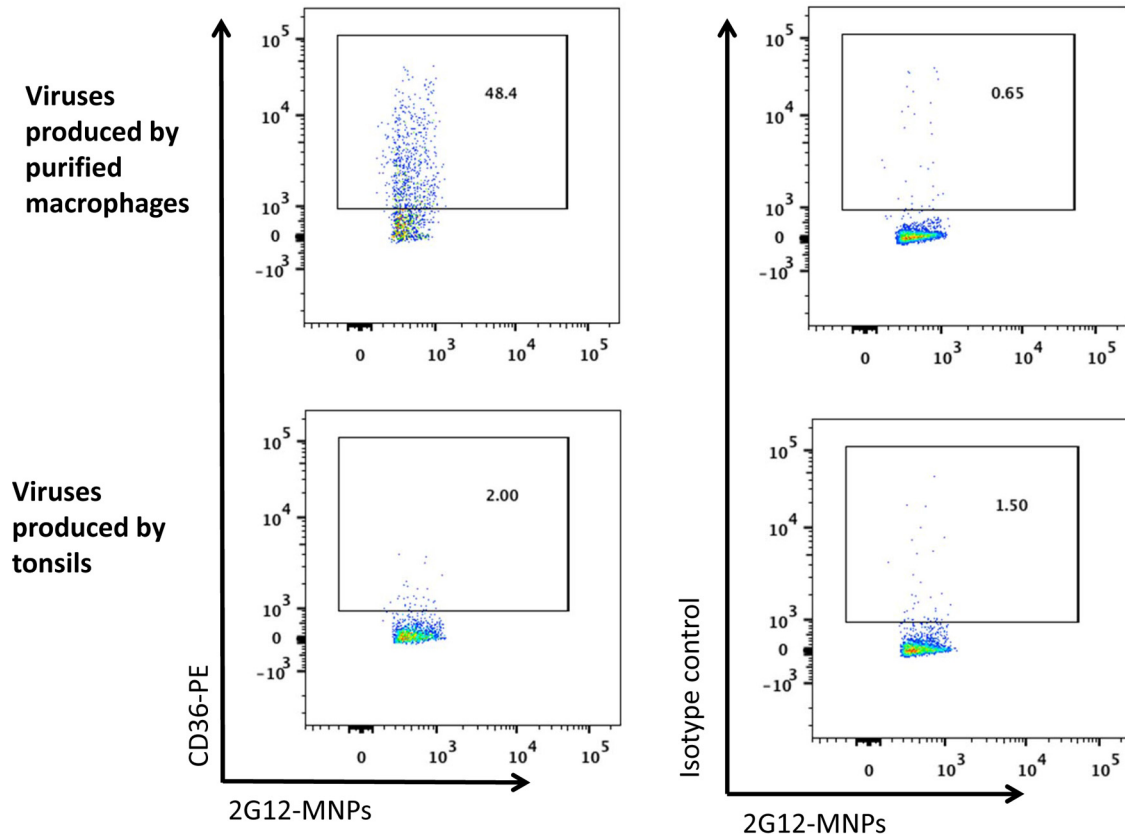 Viruses
produced by
purified
macrophages
10^5
10^4
10^3
0
-10^3
48.4
0 10^3 10^4 10^5
10^5
10^4
10^3
0
-10^3
0.65
0 10^3 10^4 10^5
Viruses
produced by
tonsils
10^5
10^4
10^3
0
-10^3
2.00
0 10^3 10^4 10^5
10^5
10^4
10^3
0
-10^3
1.50
0 10^3 10^4 10^5
CD36-PE
2G12-MNPs
Isotype control
2G12-MNPs